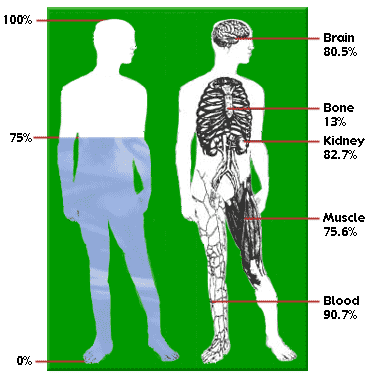 100%
75%
0%
Brain
80.5%
Bone
13%
Kidney
82.7%
Muscle
75.6%
Blood
90.7%